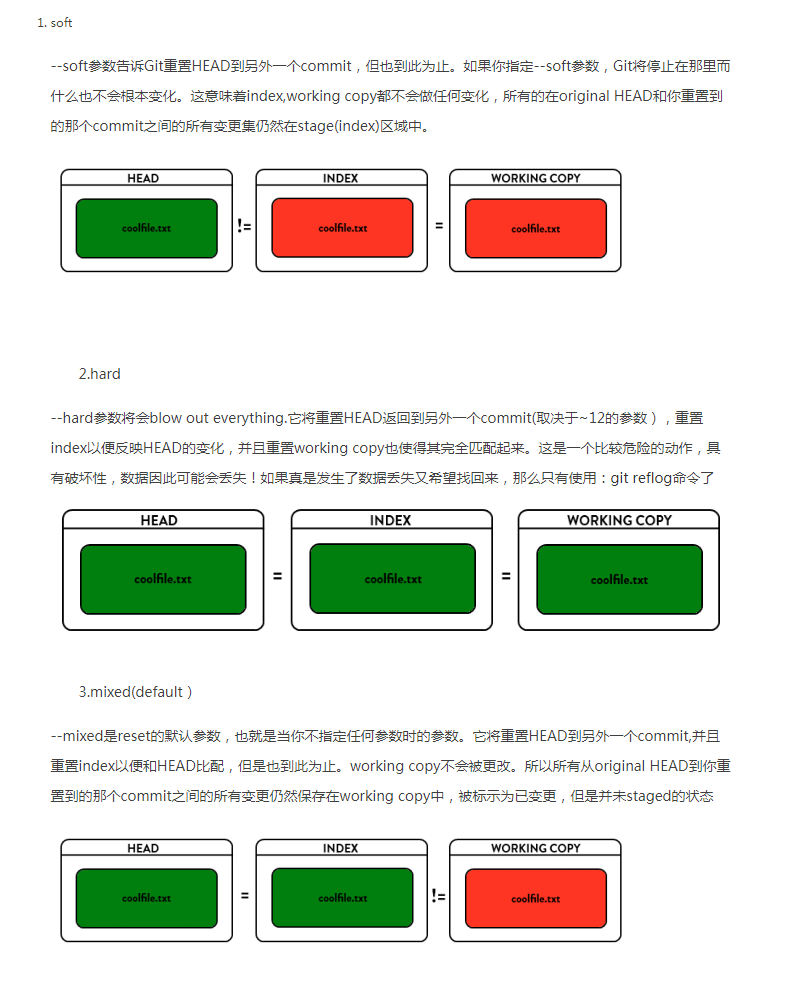 1. soft
--soft参数告诉Git重置HEAD到另外一个commit，但也到此为止。如果你指定--soft参数，Git将停止在那里而
什么也不会根本变化。这意味着index,working copy都不会做任何变化，所有的在original HEAD和你重置到
的那个commit之间的所有变更集仍然在stage(index)区域中。
HEAD INDEX WORKING COPY
coolfile.txt != coolfile.txt = coolfile.txt
2.hard
--hard参数将会blow out everything.它将重置HEAD返回到另外一个commit(取决于~12的参数），重置
index以便反映HEAD的变化，并且重置working copy也使得其完全匹配起来。这是一个比较危险的动作，具
有破坏性，数据因此可能会丢失！如果真是发生了数据丢失又希望找回来，那么只有使用：git reflog命令了
HEAD INDEX WORKING COPY
coolfile.txt = coolfile.txt = coolfile.txt
3.mixed(default）
--mixed是reset的默认参数，也就是当你不指定任何参数时的参数。它将重置HEAD到另外一个commit,并且
重置index以便和HEAD比配，但是也到此为止。working copy不会被更改。所以所有从original HEAD到你重
置到的那个commit之间的所有变更仍然保存在working copy中，被标示为已变更，但是并未staged的状态
HEAD INDEX WORKING COPY
coolfile.txt = coolfile.txt != coolfile.txt